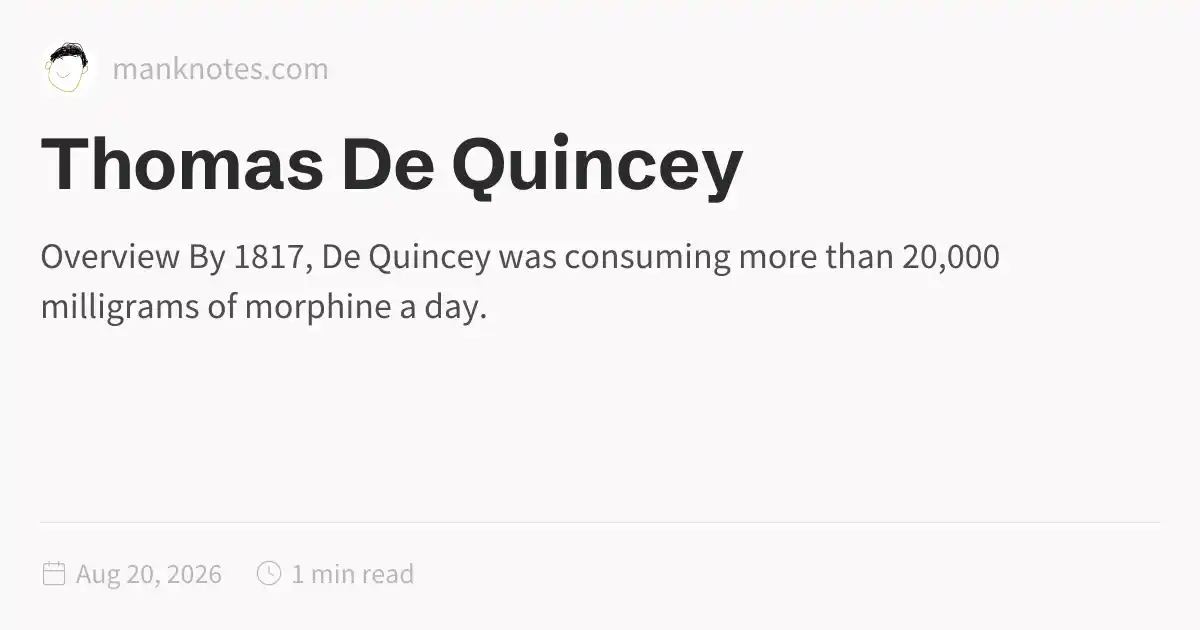 manknotes.com
Thomas De Quincey
Overview By 1817, De Quincey was consuming more than 20,000
milligrams of morphine a day.
Aug 20, 2026
1 min read